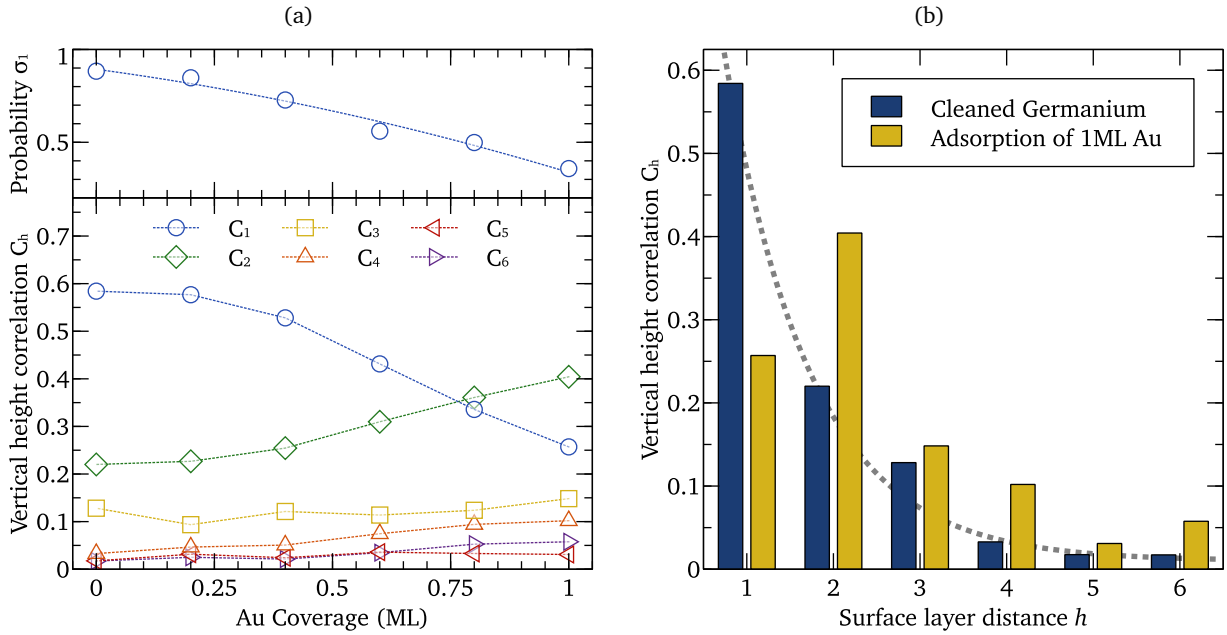 (a)
1
0.5
Probability σ₁
C₁ C₃ C₅
C₂ C₄ C₆
0.7
0.6
0.5
0.4
0.3
0.2
0.1
0
Vertical height correlation Cₕ
0 0.25 0.5 0.75 1
Au Coverage (ML)
(b)
Cleaned Germanium
Adsorption of 1ML Au
0.6
0.5
0.4
0.3
0.2
0.1
0
Vertical height correlation Cₕ
1 2 3 4 5 6
Surface layer distance h